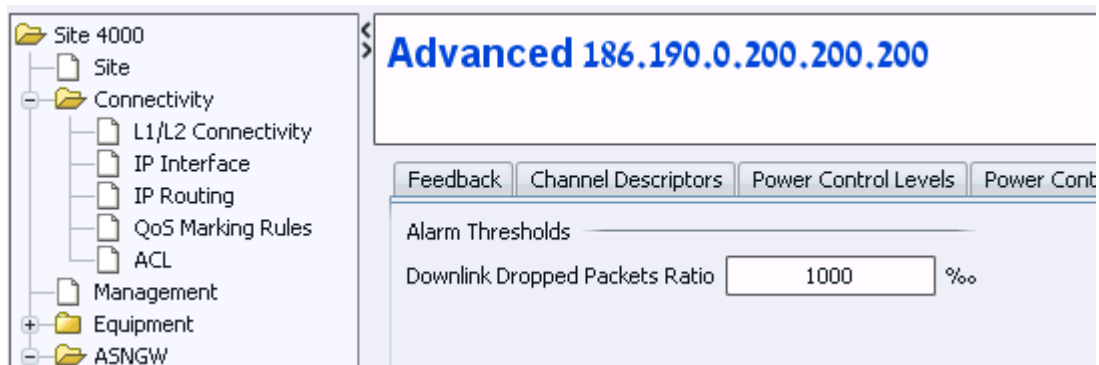 Site 4000
Site
Connectivity
L1/L2 Connectivity
IP Interface
IP Routing
QoS Marking Rules
ACL
Management
Equipment
ASNGW
Advanced 186.190.0.200.200.200
Feedback Channel Descriptors Power Control Levels Power Cont
Alarm Thresholds
Downlink Dropped Packets Ratio 1000 ‰